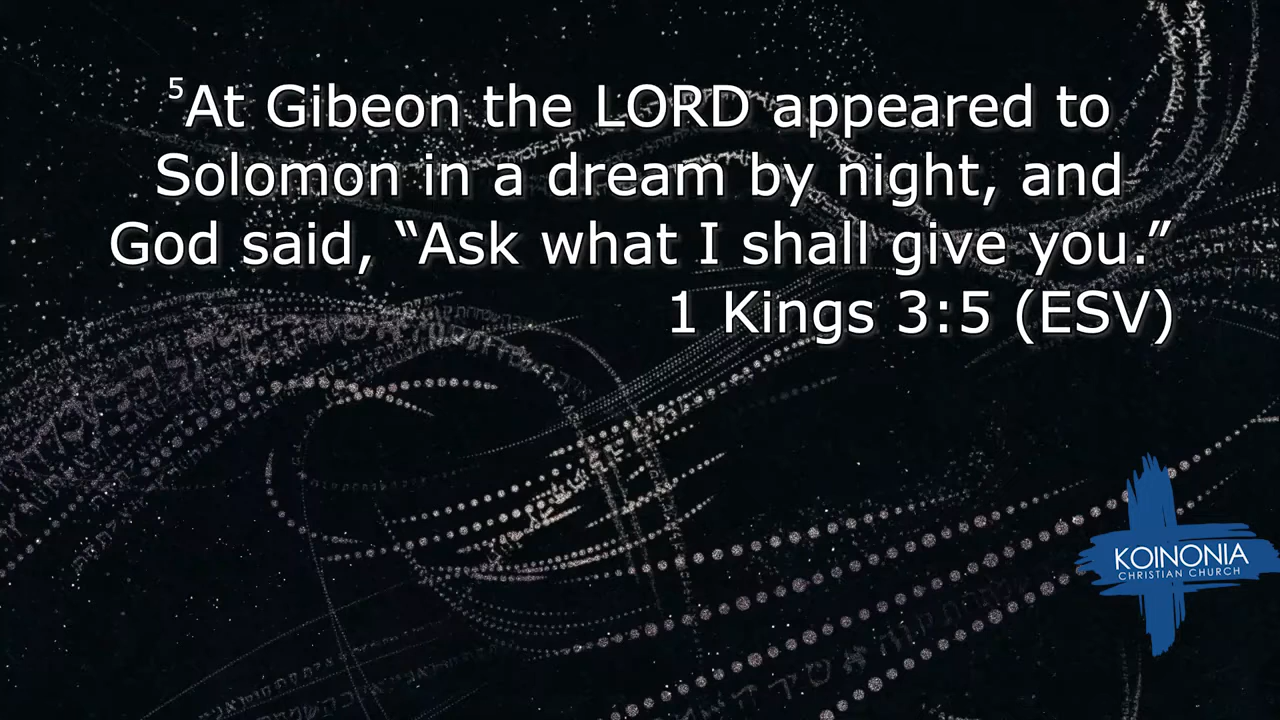 ⁵At Gibeon the LORD appeared to
Solomon in a dream by night, and
God said, “Ask what I shall give you.”
1 Kings 3:5 (ESV)
KOINONIA
CHRISTIAN CHURCH